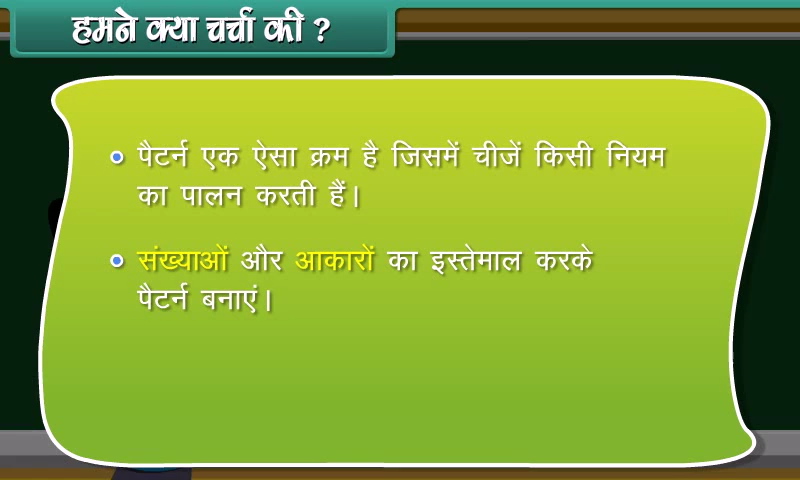 हमने क्या चर्चा की ?
पैटर्न एक ऐसा क्रम है जिसमें चीजें किसी नियम
का पालन करती हैं।
संख्याओं और आकारों का इस्तेमाल करके
पैटर्न बनाएं।